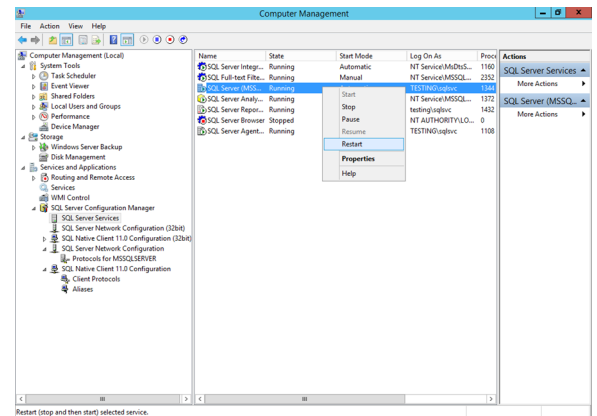 Computer Management
File Action View Help
Computer Management (Local)
System Tools
Task Scheduler
Event Viewer
Shared Folders
Local Users and Groups
Performance
Device Manager
Storage
Windows Server Backup
Disk Management
Services and Applications
Routing and Remote Access
Services
WMI Control
SQL Server Configuration Manager
SQL Server Services
SQL Server Network Configuration (32bit)
SQL Native Client 11.0 Configuration (32bit)
SQL Server Network Configuration
Protocols for MSSQLSERVER
SQL Native Client 11.0 Configuration
Client Protocols
Aliases
Name State Start Mode Log On As Proce
SQL Server Integr... Running Automatic NT Service\MsDtsS... 1160
SQL Full-text Filte... Running Manual NT Service\MSSQL... 2352
SQL Server (MSS... Running TESTING\sqlsvc 1344
SQL Server Analy... Running NT Service\MSSQL... 1372
SQL Server Repor... Running testing\sqlsvc 1432
SQL Server Browser Stopped NT AUTHORITY\LO... 0
SQL Server Agent... Running TESTING\sqlsvc 1108
Start
Stop
Pause
Resume
Restart
Properties
Help
Actions
SQL Server Services
More Actions
SQL Server (MSSQ...
More Actions
Restart (stop and then start) selected service.